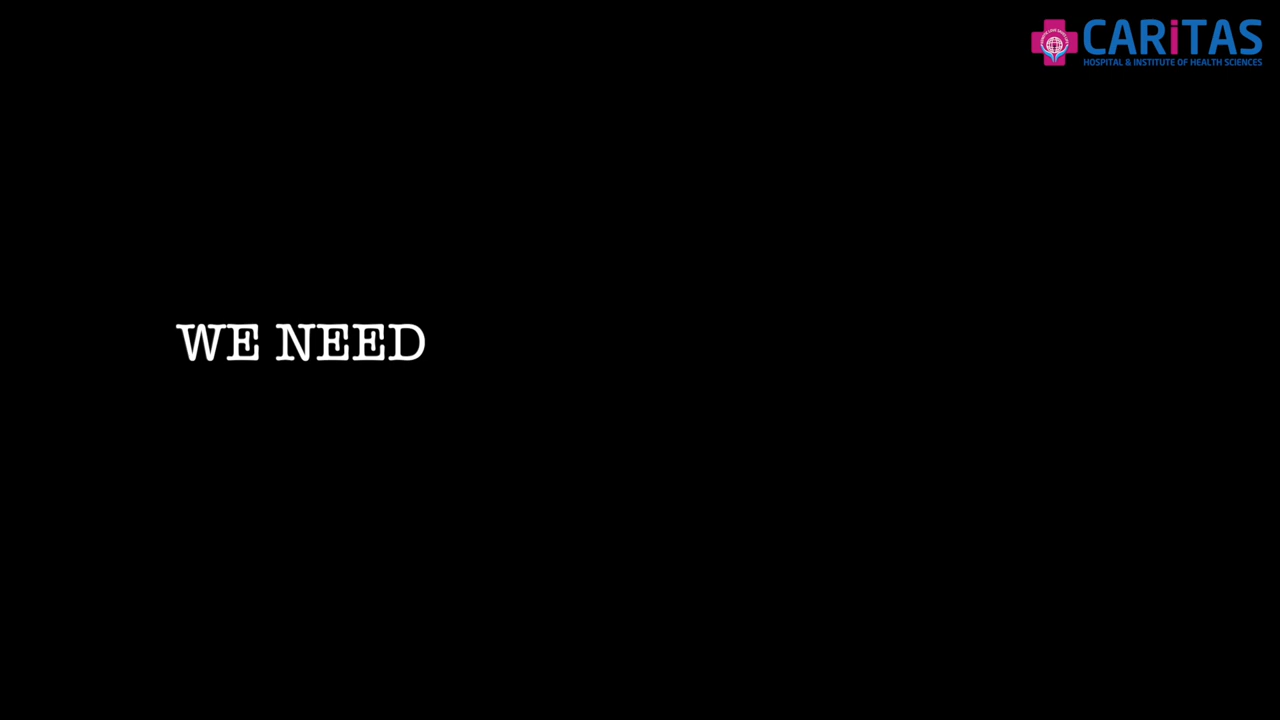 CARiTAS
HOSPITAL & INSTITUTE OF HEALTH SCIENCES
WE NEED